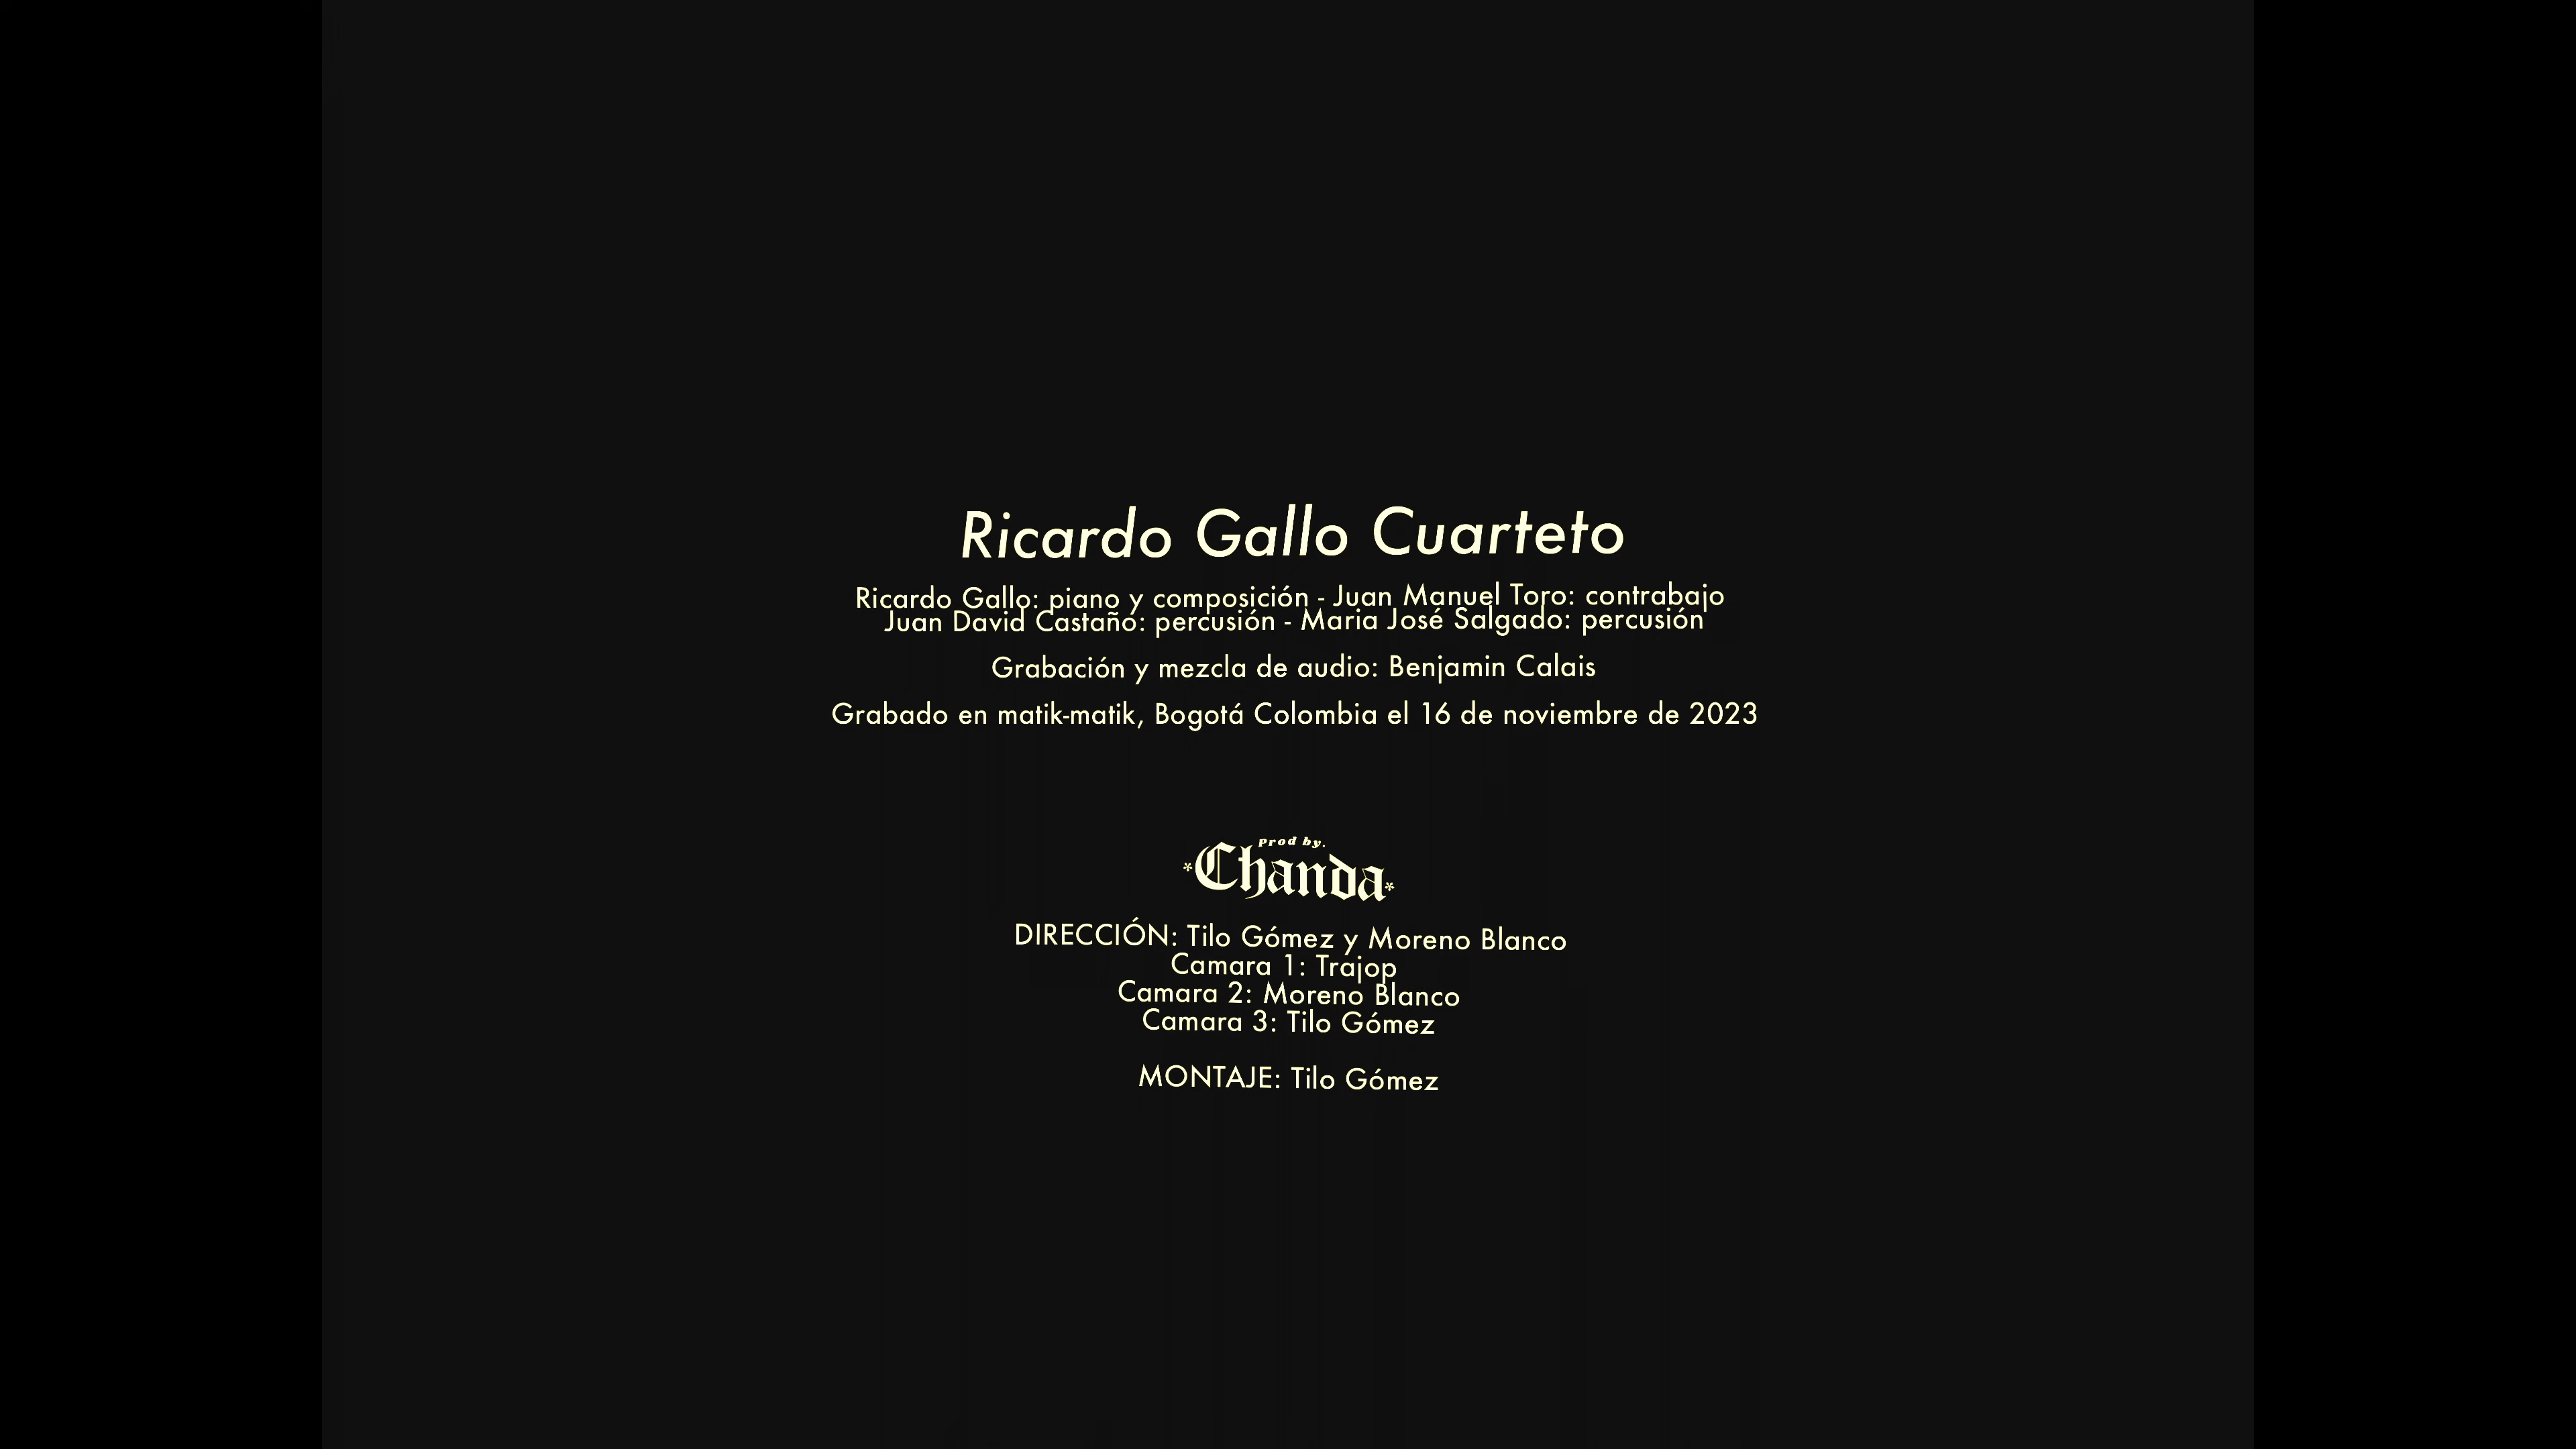 Ricardo Gallo Cuarteto
Ricardo Gallo: piano y composición - Juan Manuel Toro: contrabajo
Juan David Castaño: percusión - Maria José Salgado: percusión
Grabación y mezcla de audio: Benjamin Calais
Grabado en matik-matik, Bogotá Colombia el 16 de noviembre de 2023
prod by.
*Chanda*
DIRECCIÓN: Tilo Gómez y Moreno Blanco
Camara 1: Trajop
Camara 2: Moreno Blanco
Camara 3: Tilo Gómez
MONTAJE: Tilo Gómez